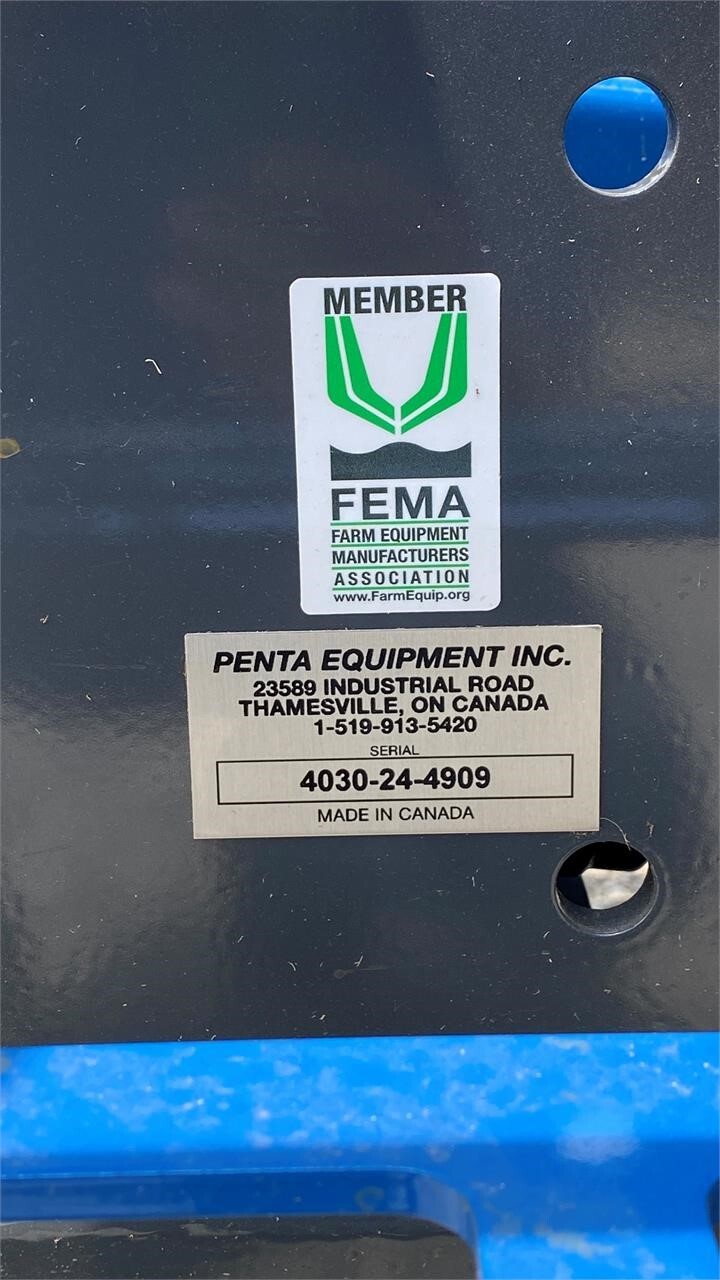 MEMBER
FEMA
FARM EQUIPMENT
MANUFACTURERS
ASSOCIATION
www.FarmEquip.org
PENTA EQUIPMENT INC.
23589 INDUSTRIAL ROAD
THAMESVILLE, ON CANADA
1-519-913-5420
SERIAL
4030-24-4909
MADE IN CANADA